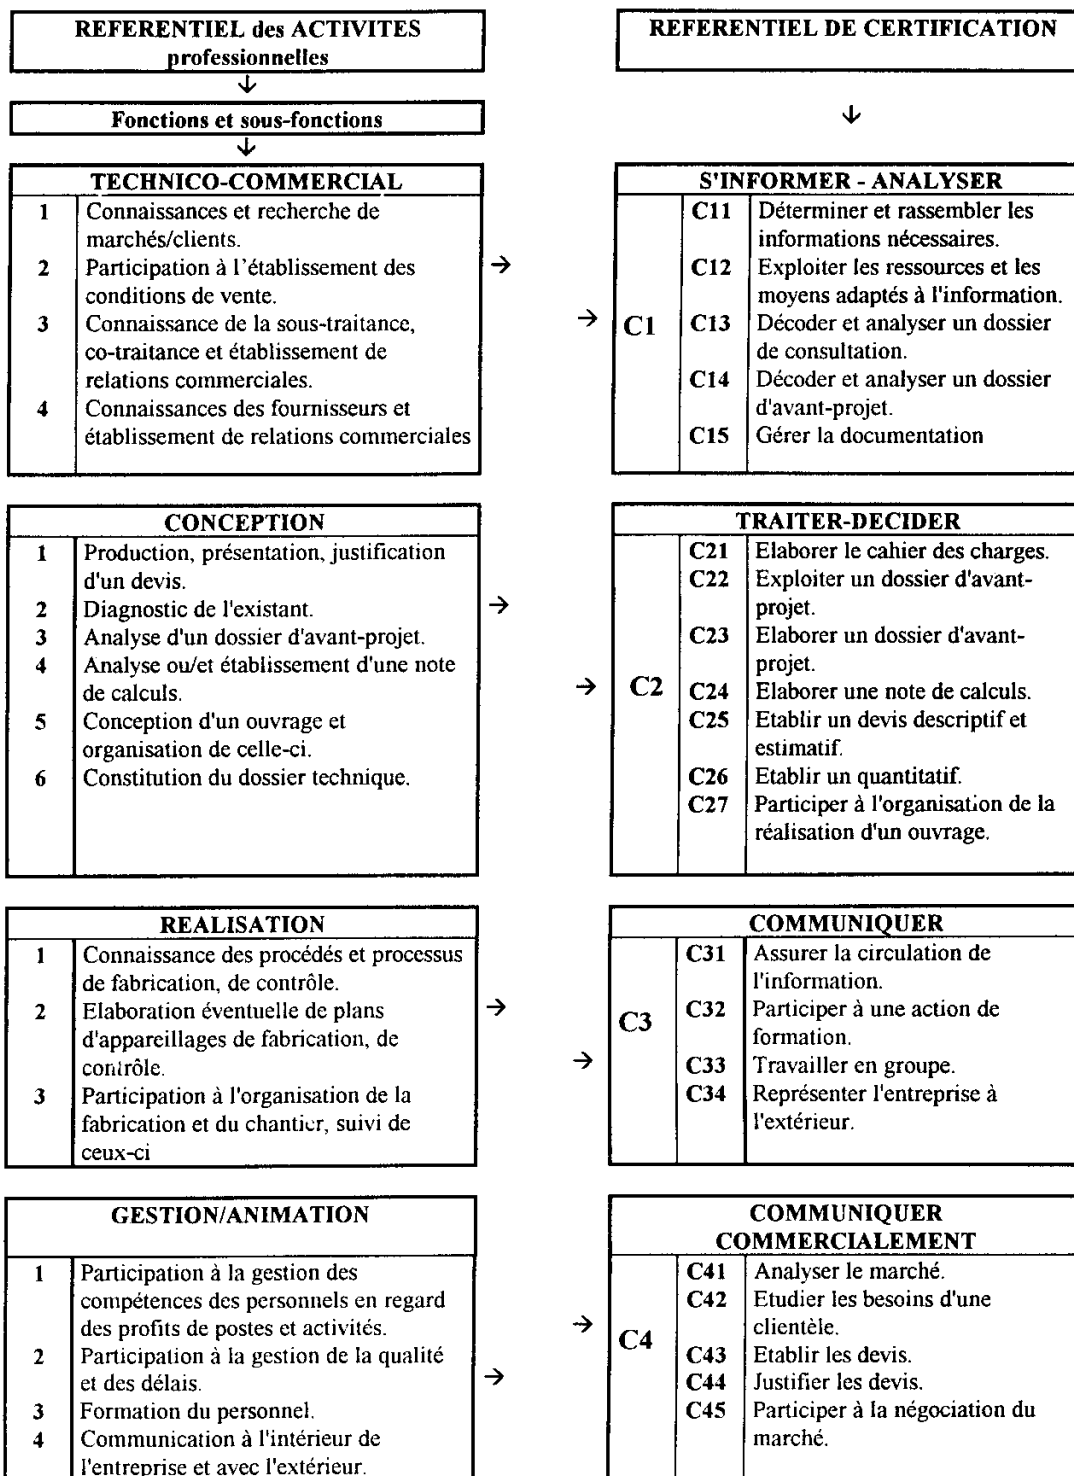 REFERENTIEL des ACTIVITES
professionnelles
↓
Fonctions et sous-fonctions
↓
TECHNICO-COMMERCIAL
1 Connaissances et recherche de
marchés/clients.
2 Participation à l'établissement des →
conditions de vente.
3 Connaissance de la sous-traitance,
co-traitance et établissement de
relations commerciales.
4 Connaissances des fournisseurs et
établissement de relations commerciales
CONCEPTION
1 Production, présentation, justification
d'un devis.
2 Diagnostic de l'existant. →
3 Analyse d'un dossier d'avant-projet.
4 Analyse ou/et établissement d'une note
de calculs.
5 Conception d'un ouvrage et
organisation de celle-ci.
6 Constitution du dossier technique.
REALISATION
1 Connaissance des procédés et processus
de fabrication, de contrôle.
2 Elaboration éventuelle de plans →
d'appareillages de fabrication, de
contrôle.
3 Participation à l'organisation de la
fabrication et du chantier, suivi de
ceux-ci
GESTION/ANIMATION
1 Participation à la gestion des
compétences des personnels en regard
des profits de postes et activités.
2 Participation à la gestion de la qualité →
et des délais.
3 Formation du personnel.
4 Communication à l'intérieur de
l'entreprise et avec l'extérieur.
REFERENTIEL DE CERTIFICATION
↓
S'INFORMER - ANALYSER
C11 Déterminer et rassembler les
informations nécessaires.
C12 Exploiter les ressources et les
moyens adaptés à l'information.
→ C1 C13 Décoder et analyser un dossier
de consultation.
C14 Décoder et analyser un dossier
d'avant-projet.
C15 Gérer la documentation
TRAITER-DECIDER
C21 Elaborer le cahier des charges.
C22 Exploiter un dossier d'avant-
projet.
C23 Elaborer un dossier d'avant-
projet.
→ C2 C24 Elaborer une note de calculs.
C25 Etablir un devis descriptif et
estimatif.
C26 Etablir un quantitatif.
C27 Participer à l'organisation de la
réalisation d'un ouvrage.
COMMUNIQUER
C31 Assurer la circulation de
l'information.
C3 C32 Participer à une action de
formation.
→ C33 Travailler en groupe.
C34 Représenter l'entreprise à
l'extérieur.
COMMUNIQUER
COMMERCIALEMENT
C41 Analyser le marché.
C42 Etudier les besoins d'une
→ C4 clientèle.
C43 Etablir les devis.
C44 Justifier les devis.
C45 Participer à la négociation du
marché.